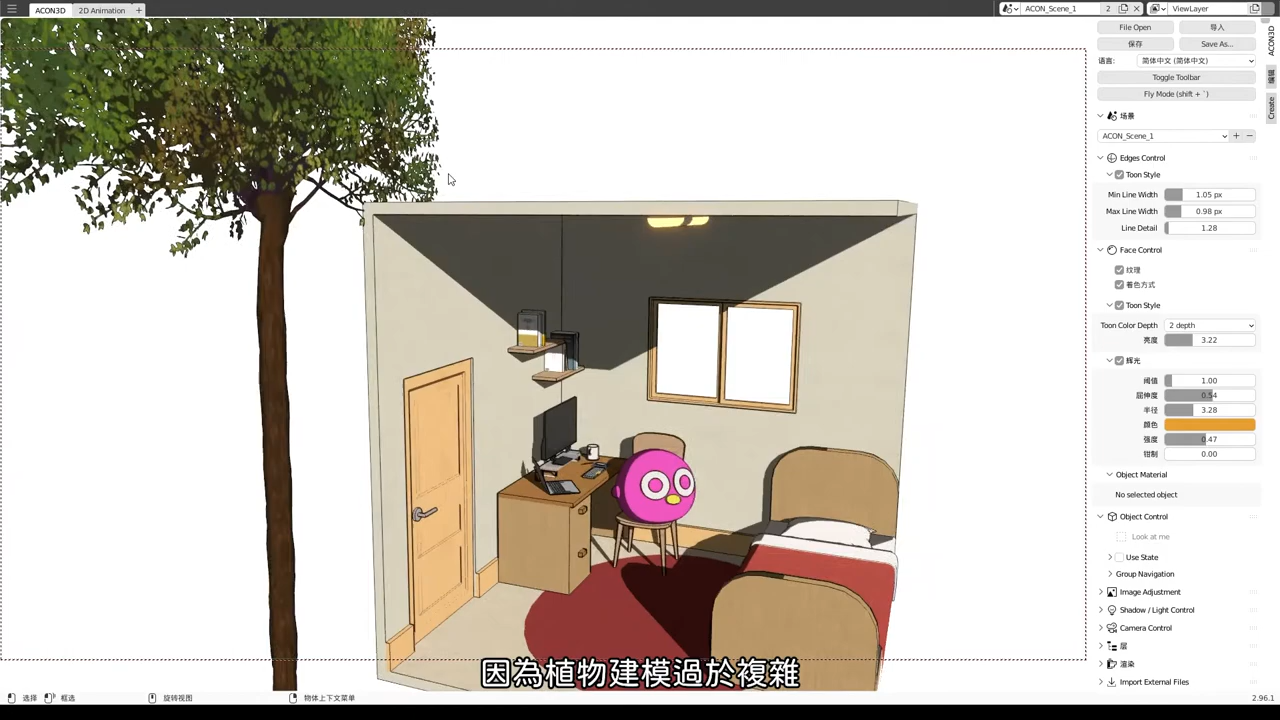 ACON3D
2D Animation
+
ACON_Scene_1
2
ViewLayer
File Open
导入
保存
Save As...
语言:
简体中文 (简体中文)
Toggle Toolbar
Fly Mode (shift + `)
场景
ACON_Scene_1
Edges Control
Toon Style
Min Line Width
1.05 px
Max Line Width
0.98 px
Line Detail
1.28
Face Control
纹理
着色方式
Toon Style
Toon Color Depth
2 depth
亮度
3.22
辉光
阈值
1.00
屈伸度
0.54
半径
3.28
颜色
强度
0.47
钳制
0.00
Object Material
No selected object
Object Control
Look at me
Use State
Group Navigation
Image Adjustment
Shadow / Light Control
Camera Control
层
渲染
Import External Files
ACON3D
编辑
Create
因為植物建模過於複雜
选择
框选
旋转视图
物体上下文菜单
2.96.1